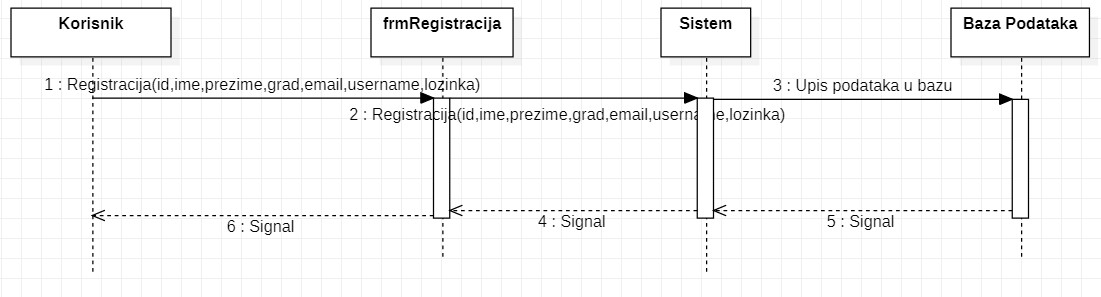 Korisnik
frmRegistracija
Sistem
Baza Podataka
1 : Registracija(id,ime,prezime,grad,email,username,lozinka)
3 : Upis podataka u bazu
2 : Registracija(id,ime,prezime,grad,email,username,lozinka)
6 : Signal
4 : Signal
5 : Signal